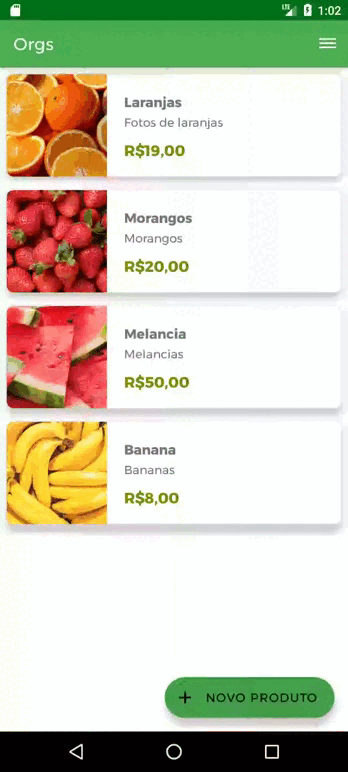 LTE 1:02
Orgs
Laranjas
Fotos de laranjas
R$19,00
Morangos
Morangos
R$20,00
Melancia
Melancias
R$50,00
Banana
Bananas
R$8,00
+ NOVO PRODUTO